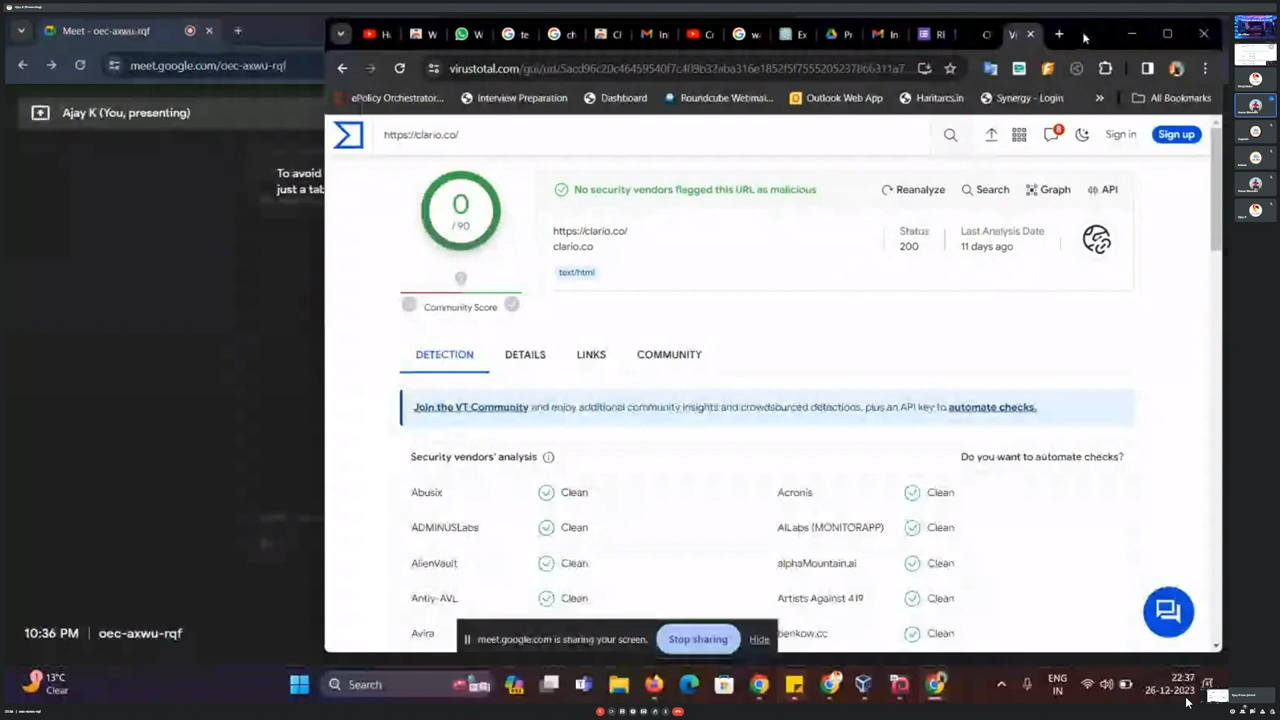 Ajay K (Presenting)
Meet - oec-axwu-rqf
meet.google.com/oec-axwu-rqf
Ajay K (You, presenting)
To avoid
just a tab
virustotal.com/
ePolicy Orchestrator...
Interview Preperation
Dashboard
Roundcube Webmai...
Outlook Web App
Haritarcs.in
Synergy - Login
»
All Bookmarks
https://clario.co/
8
Sign in
Sign up
0
/ 90
Community Score
No security vendors flagged this URL as malicious
Reanalyze
Search
Graph
API
https://clario.co/
clario.co
text/html
Status
200
Last Analysis Date
11 days ago
DETECTION
DETAILS
LINKS
COMMUNITY
Join the VT Community and enjoy additional community insights and crowdsourced detections, plus an API key to automate checks.
Security vendors' analysis
Do you want to automate checks?
Abusix Clean Acronis Clean
ADMINUSLabs Clean AILabs (MONITORAPP) Clean
AlienVault Clean alphaMountain.ai Clean
Antiy-AVL Clean Artists Against 419 Clean
Avira benkow.cc Clean
meet.google.com is sharing your screen.
Stop sharing
Hide
10:36 PM | oec-axwu-rqf
13°C
Clear
Search
ENG
IN
22:37
26-12-2023